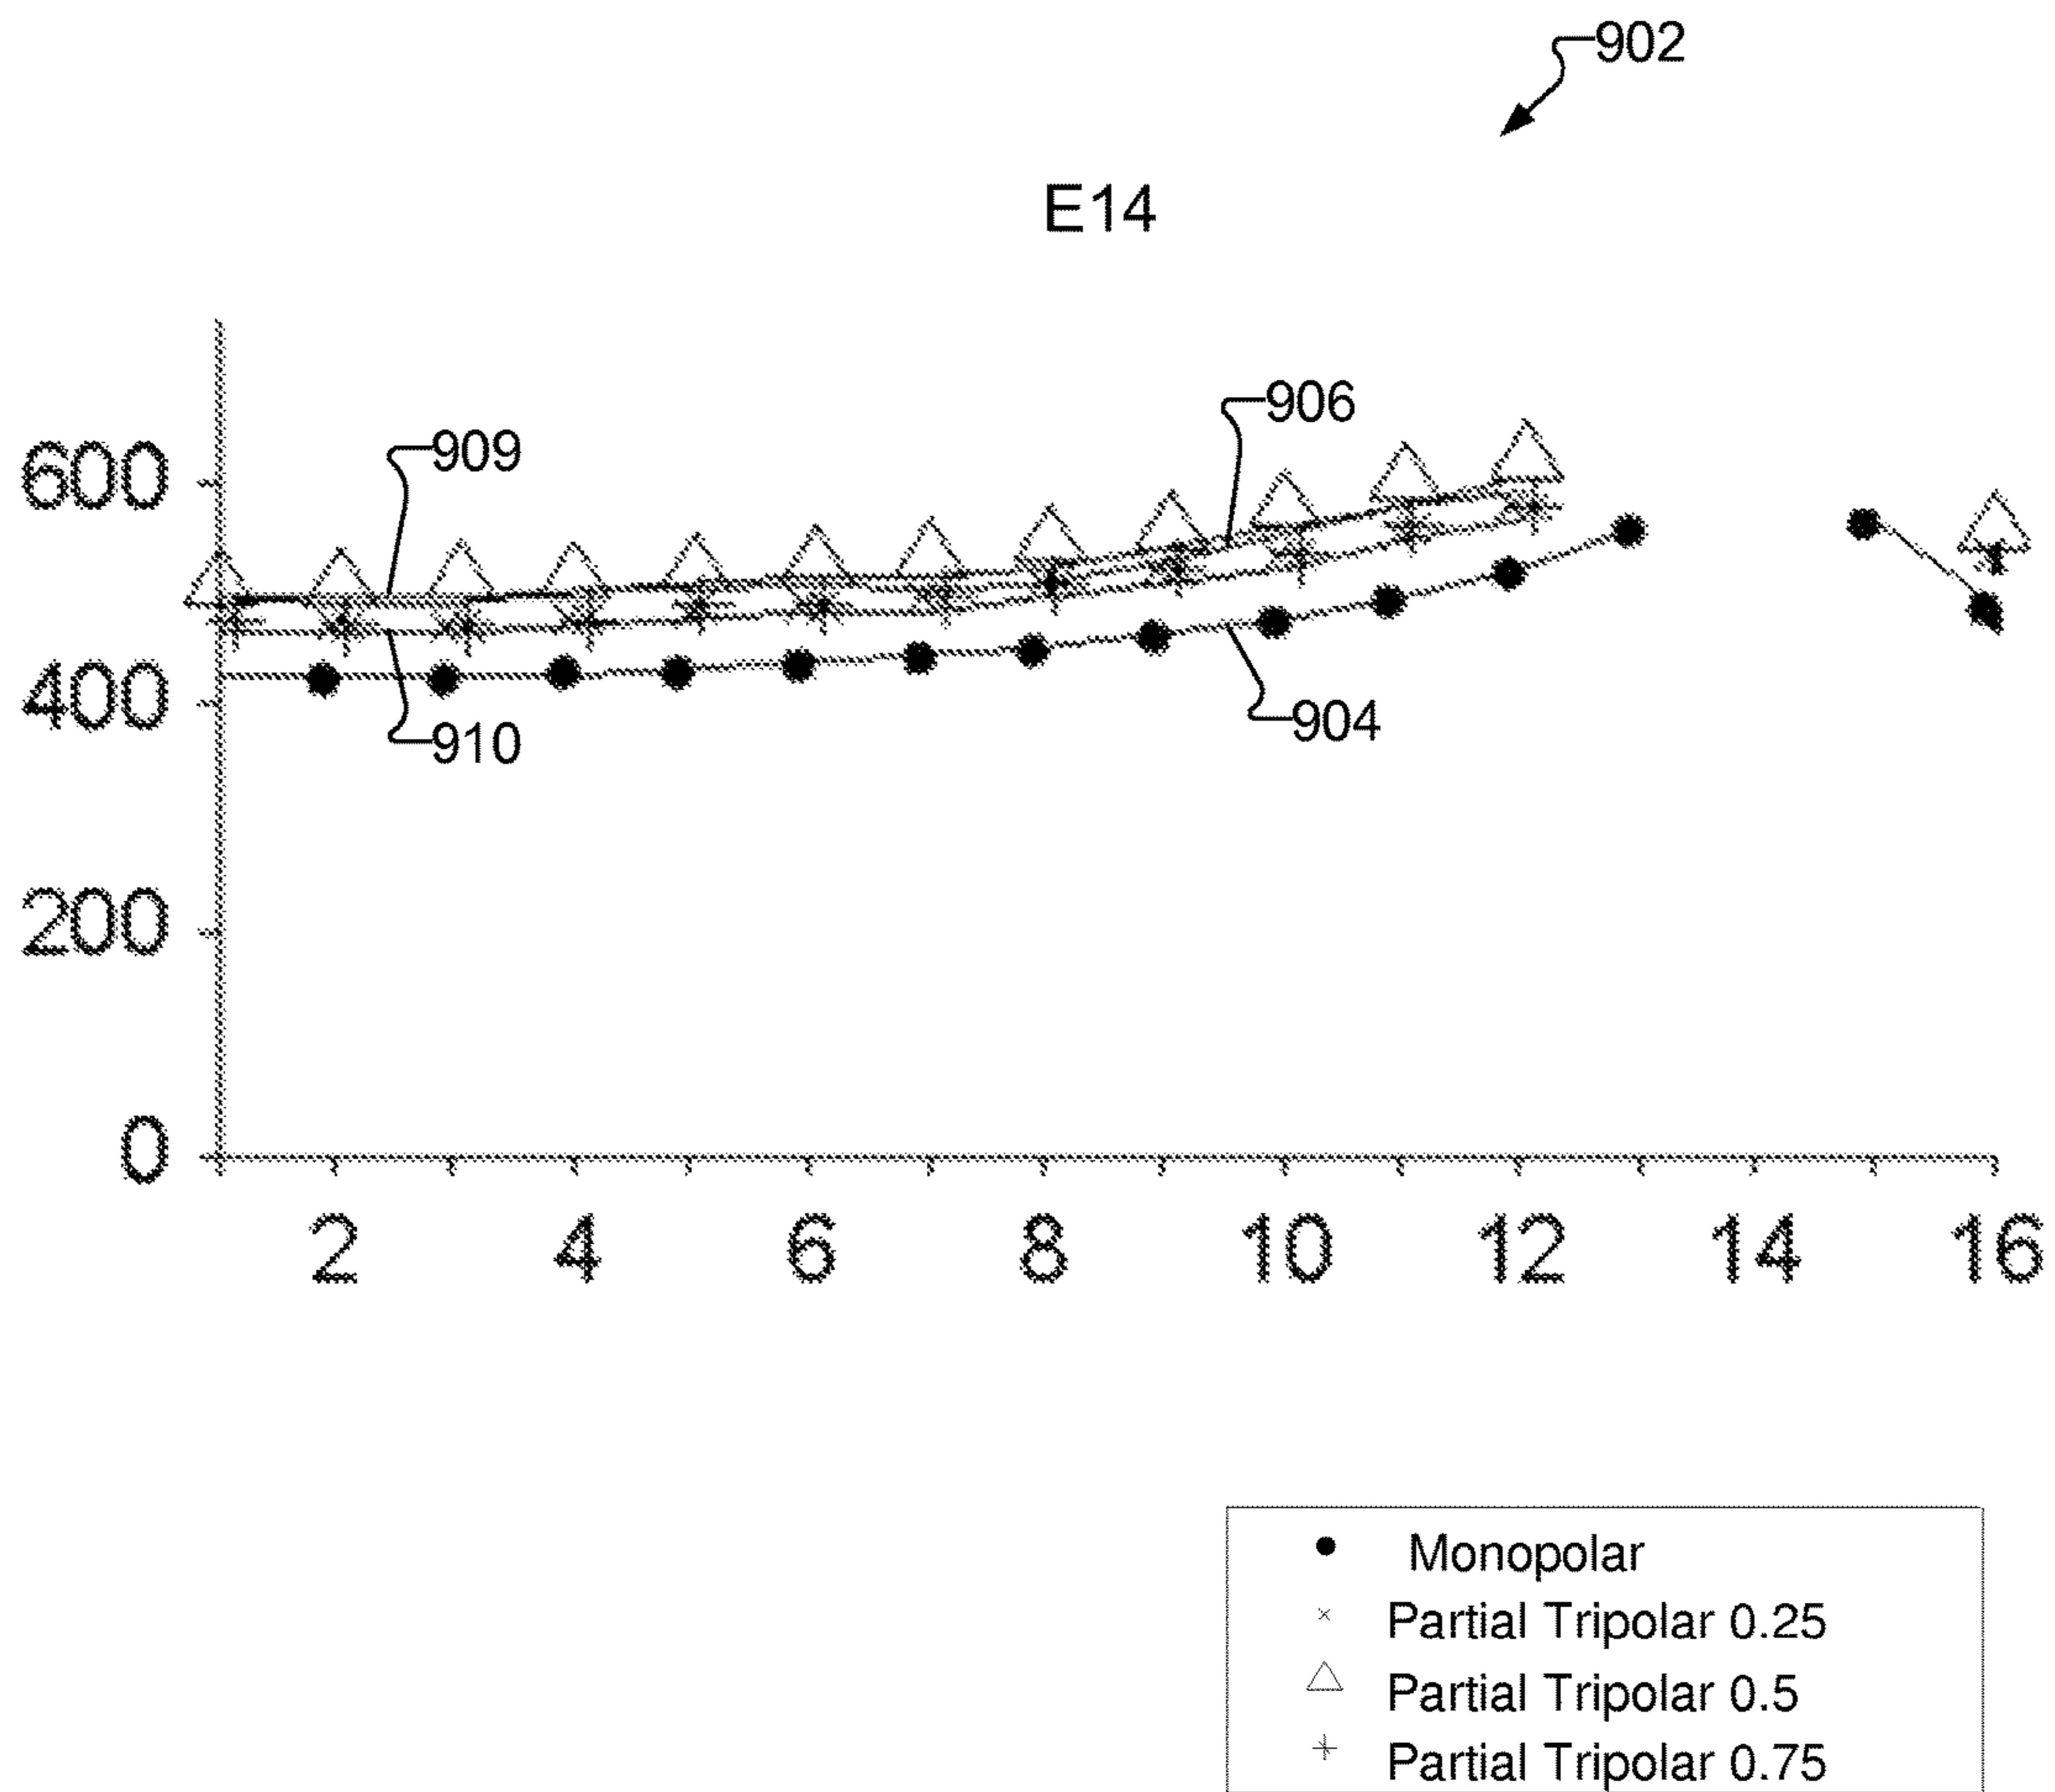 902
E14
906
909
600
400
904
910
200
0
2 4 6 8 10 12 14 16
Monopolar
Partial Tripolar 0.25
Partial Tripolar 0.5
Partial Tripolar 0.75